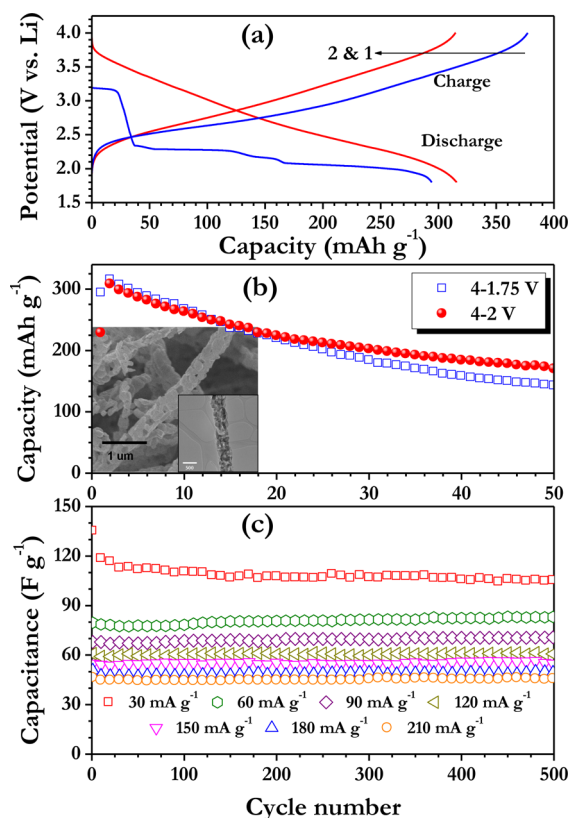 (a)
4.0
3.5
3.0
2.5
2.0
1.5
Potential (V vs. Li)
2 & 1
Charge
Discharge
0 50 100 150 200 250 300 350 400
Capacity (mAh g-1)
(b)
300
200
100
0
Capacity (mAh g-1)
4-1.75 V
4-2 V
1 um
0 10 20 30 40 50
(c)
150
120
90
60
30
0
Capacitance (F g-1)
30 mA g-1 60 mA g-1 90 mA g-1 120 mA g-1
150 mA g-1 180 mA g-1 210 mA g-1
0 100 200 300 400 500
Cycle number